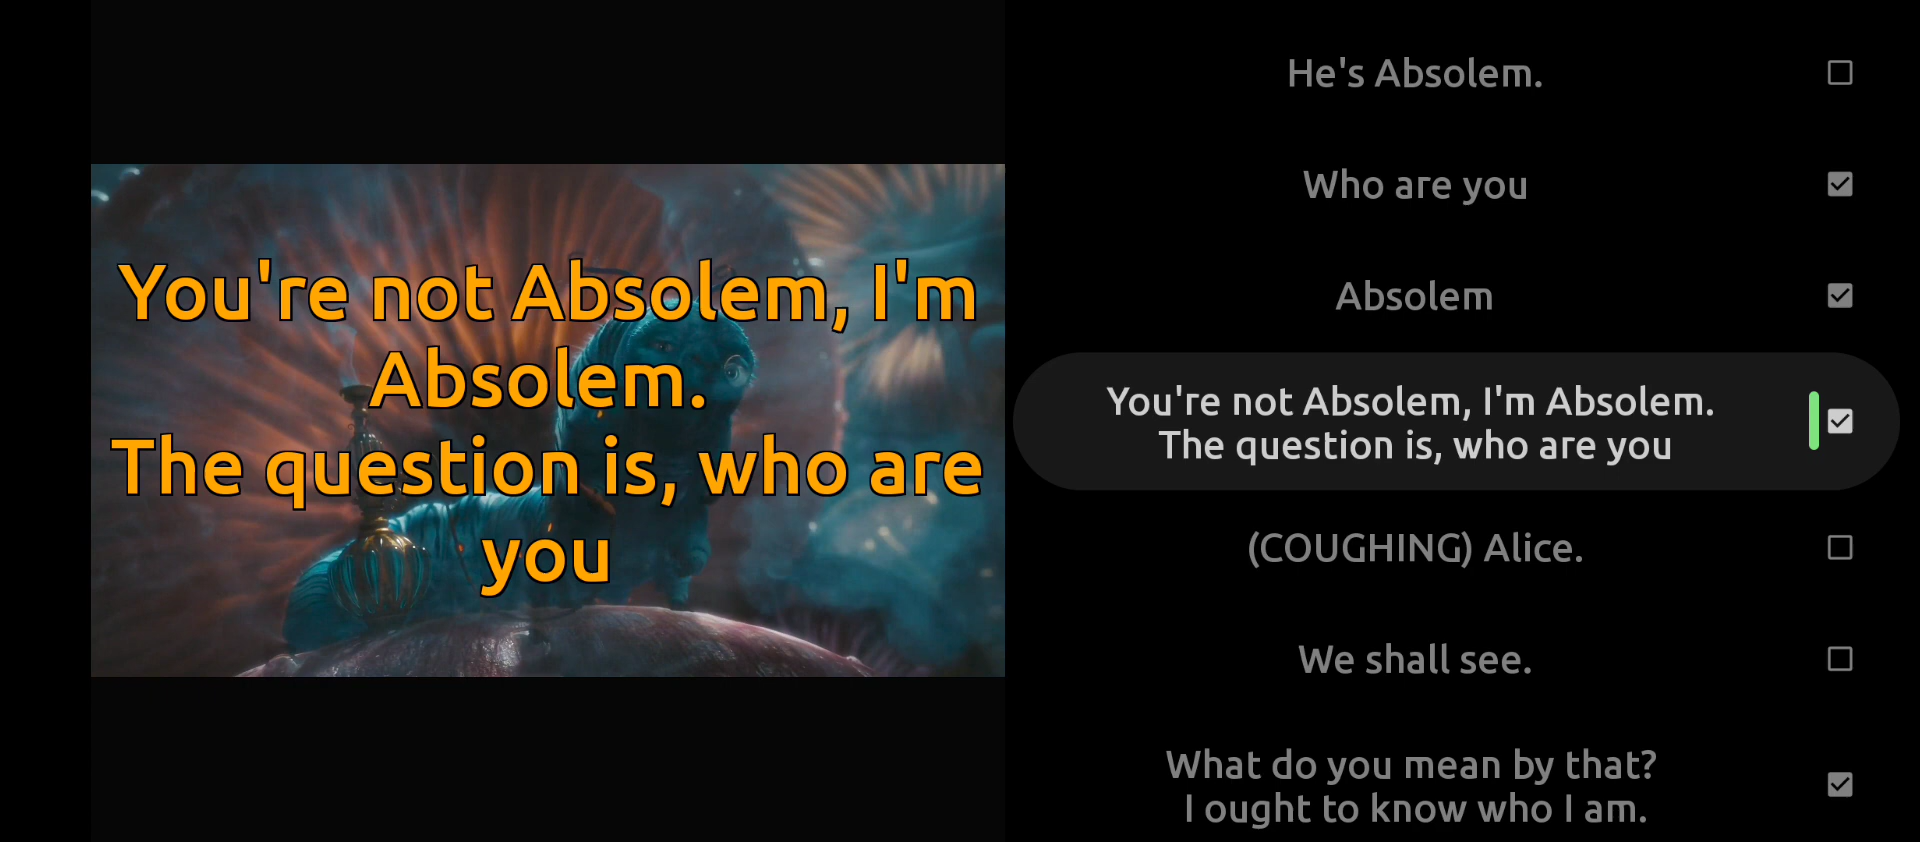 You're not Absolem, I'm
Absolem.
The question is, who are
you
He's Absolem.
Who are you
Absolem
You're not Absolem, I'm Absolem.
The question is, who are you
(COUGHING) Alice.
We shall see.
What do you mean by that?
I ought to know who I am.